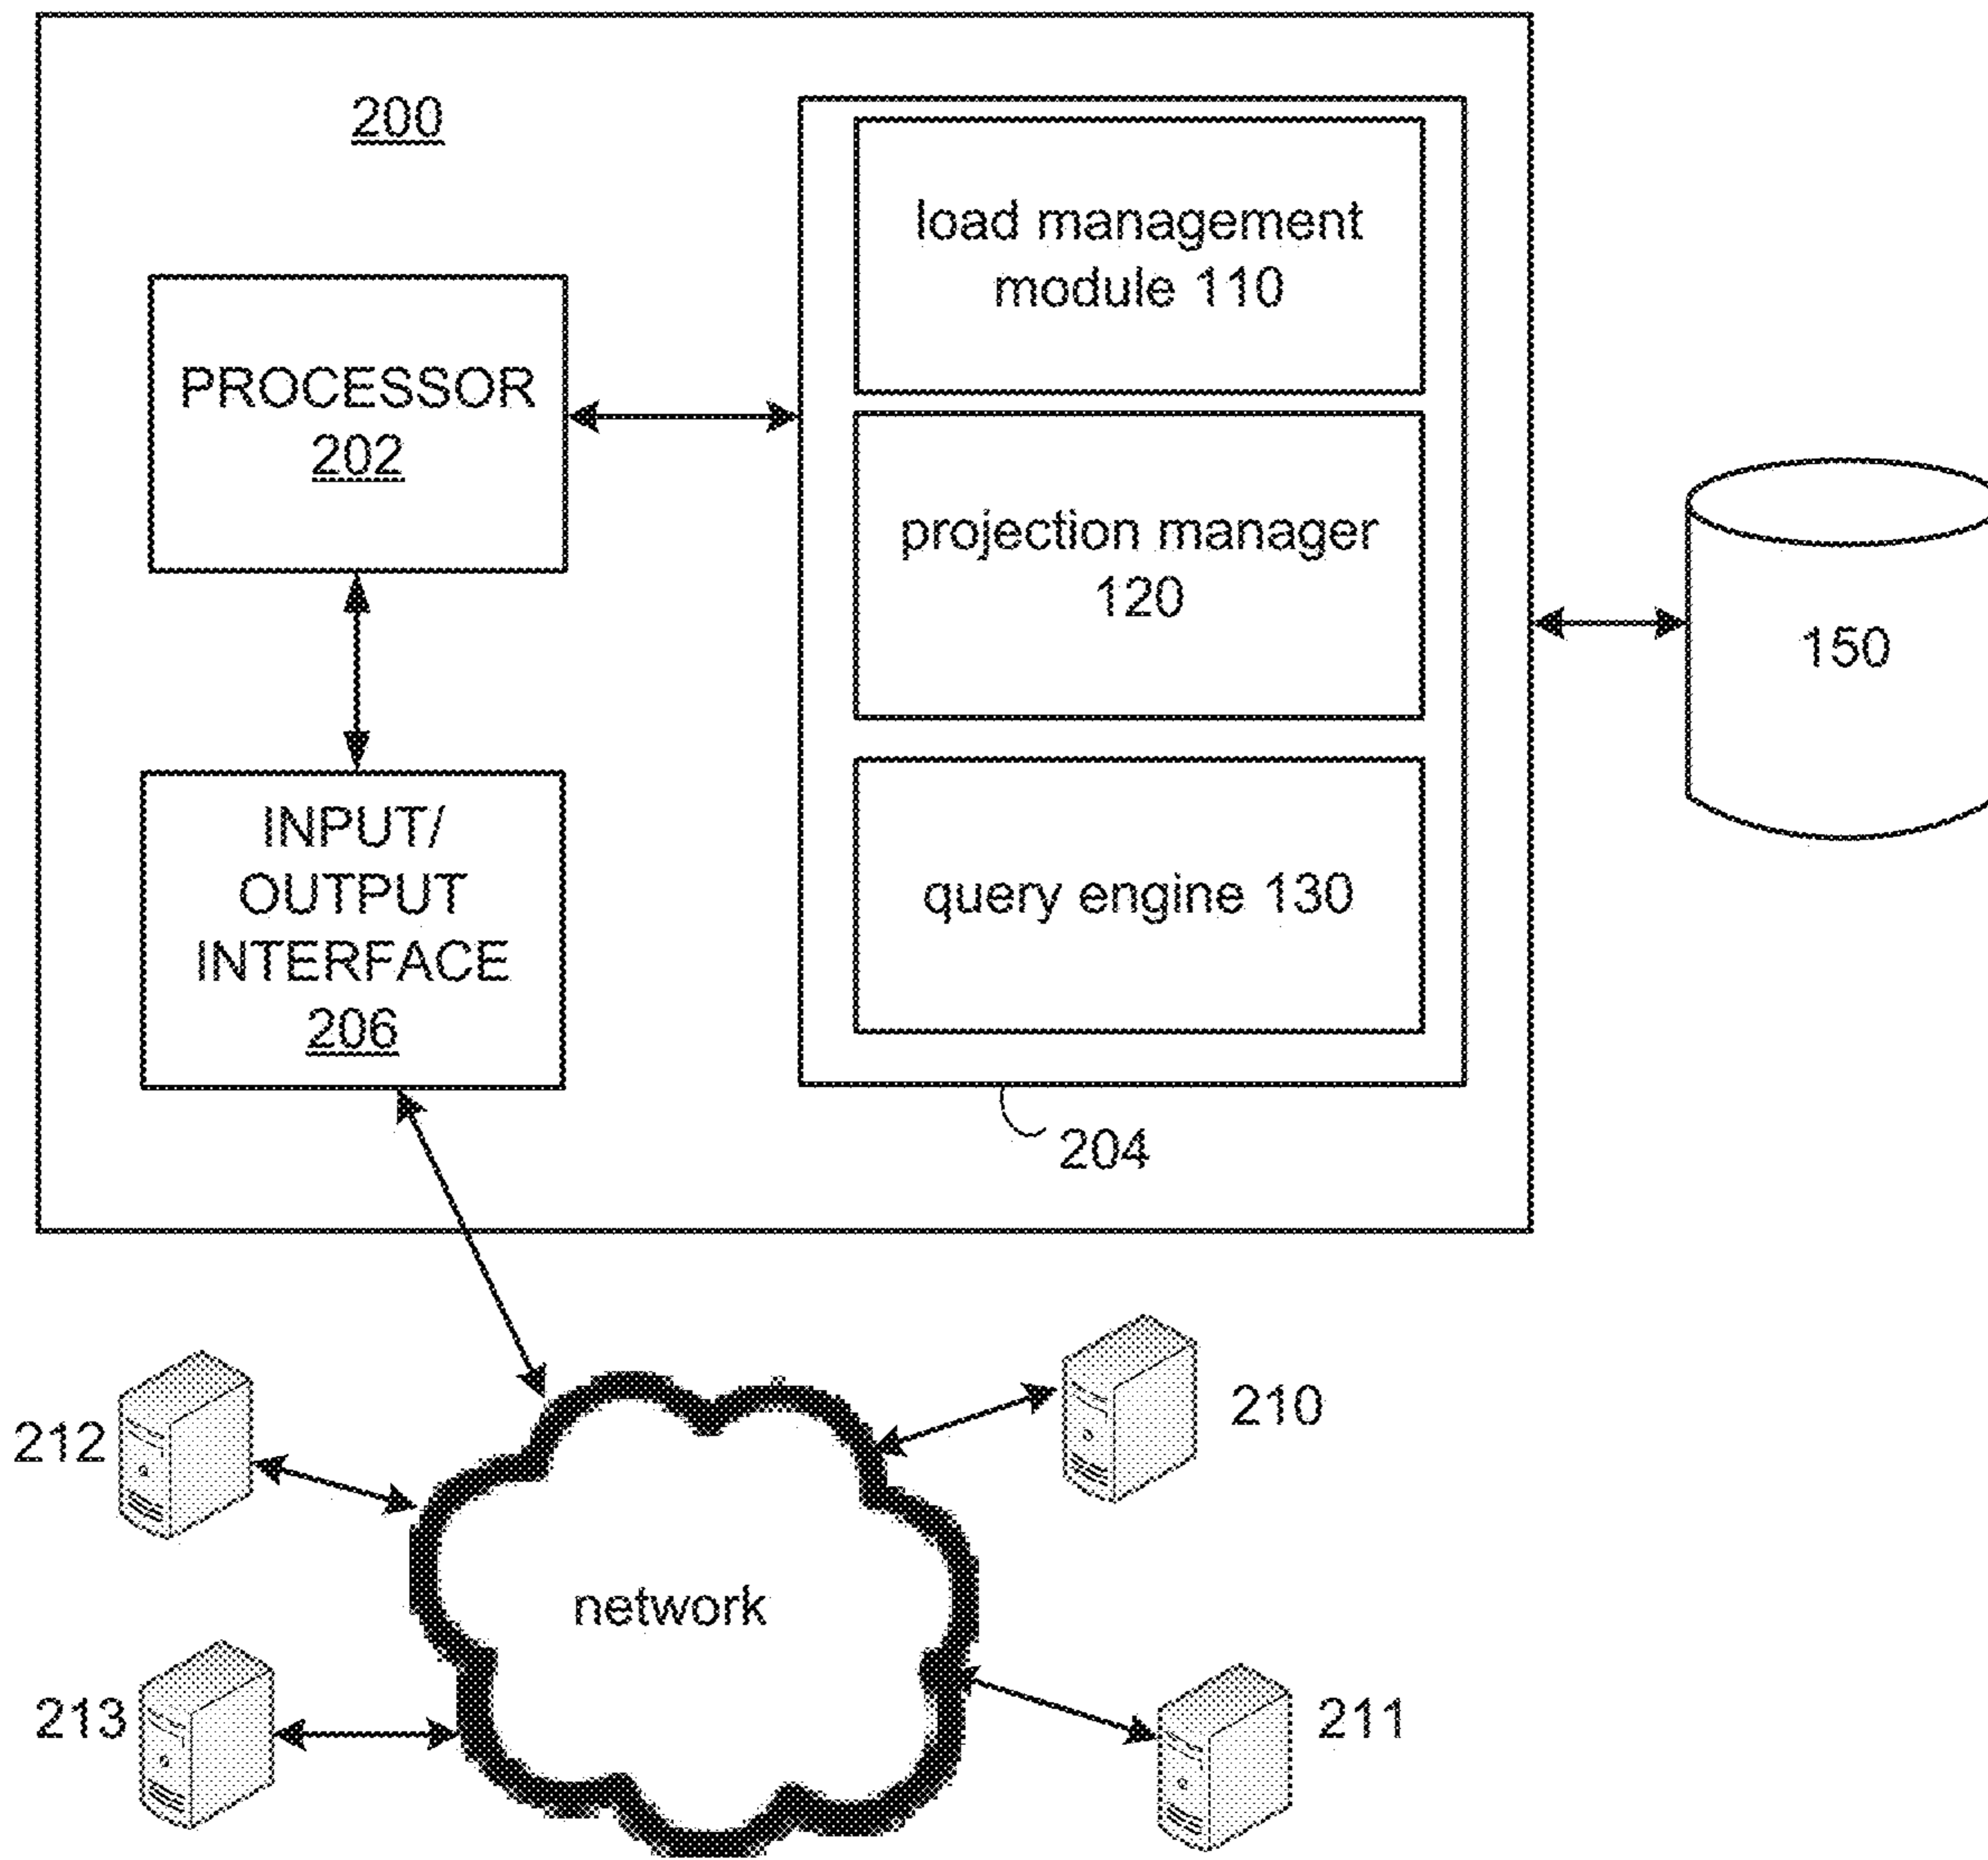 200
load management
module 110
PROCESSOR
202
projection manager
120
150
INPUT/
OUTPUT
INTERFACE
206
query engine 130
204
212
210
network
213
211